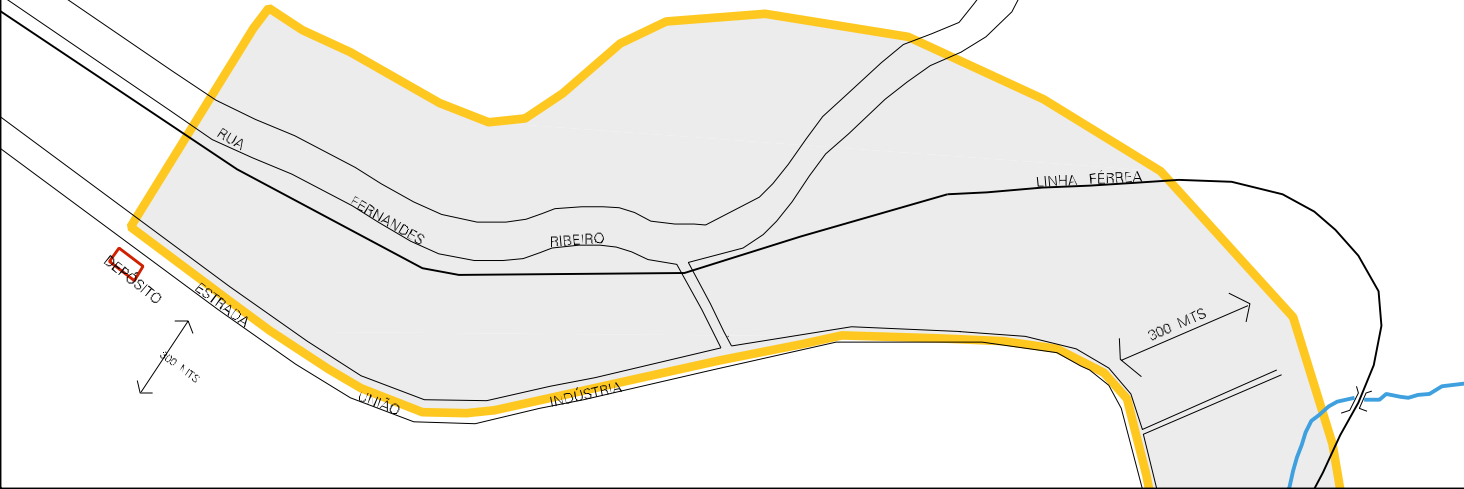 RUA
FERNANDES
RIBEIRO
LINHA FÉRREA
DEPÓSITO
ESTRADA
300 MTS
300 MTS
UNIÃO
INDÚSTRIA